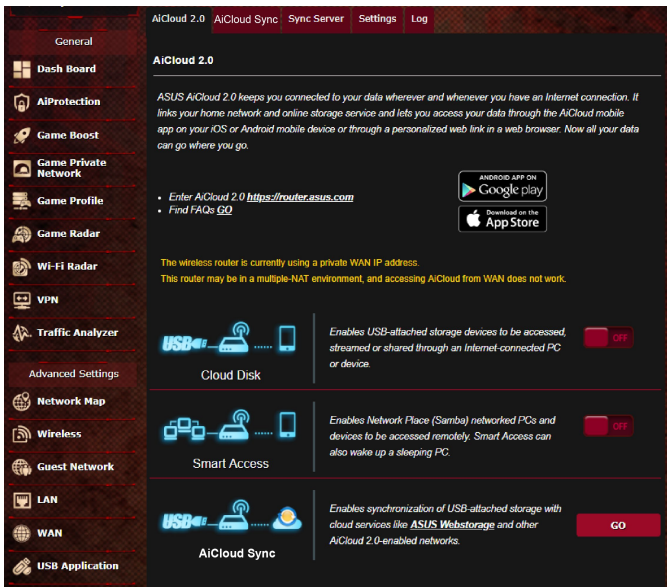 AiCloud 2.0
AiCloud Sync
Sync Server
Settings
Log
General
Dash Board
AiProtection
Game Boost
Game Private
Network
Game Profile
Game Radar
Wi-Fi Radar
VPN
Traffic Analyzer
Advanced Settings
Network Map
Wireless
Guest Network
LAN
WAN
USB Application
AiCloud 2.0
ASUS AiCloud 2.0 keeps you connected to your data wherever and whenever you have an Internet connection. It
links your home network and online storage service and lets you access your data through the AiCloud mobile
app on your iOS or Android mobile device or through a personalized web link in a web browser. Now all your data
can go where you go.
• Enter AiCloud 2.0 https://router.asus.com
• Find FAQs GO
ANDROID APP ON
Google play
Download on the
App Store
The wireless router is currently using a private WAN IP address.
This router may be in a multiple-NAT environment, and accessing AiCloud from WAN does not work.
USB
Cloud Disk
Enables USB-attached storage devices to be accessed,
streamed or shared through an Internet-connected PC
or device.
OFF
Smart Access
Enables Network Place (Samba) networked PCs and
devices to be accessed remotely. Smart Access can
also wake up a sleeping PC.
OFF
USB
AiCloud Sync
Enables synchronization of USB-attached storage with
cloud services like ASUS Webstorage and other
AiCloud 2.0-enabled networks.
GO